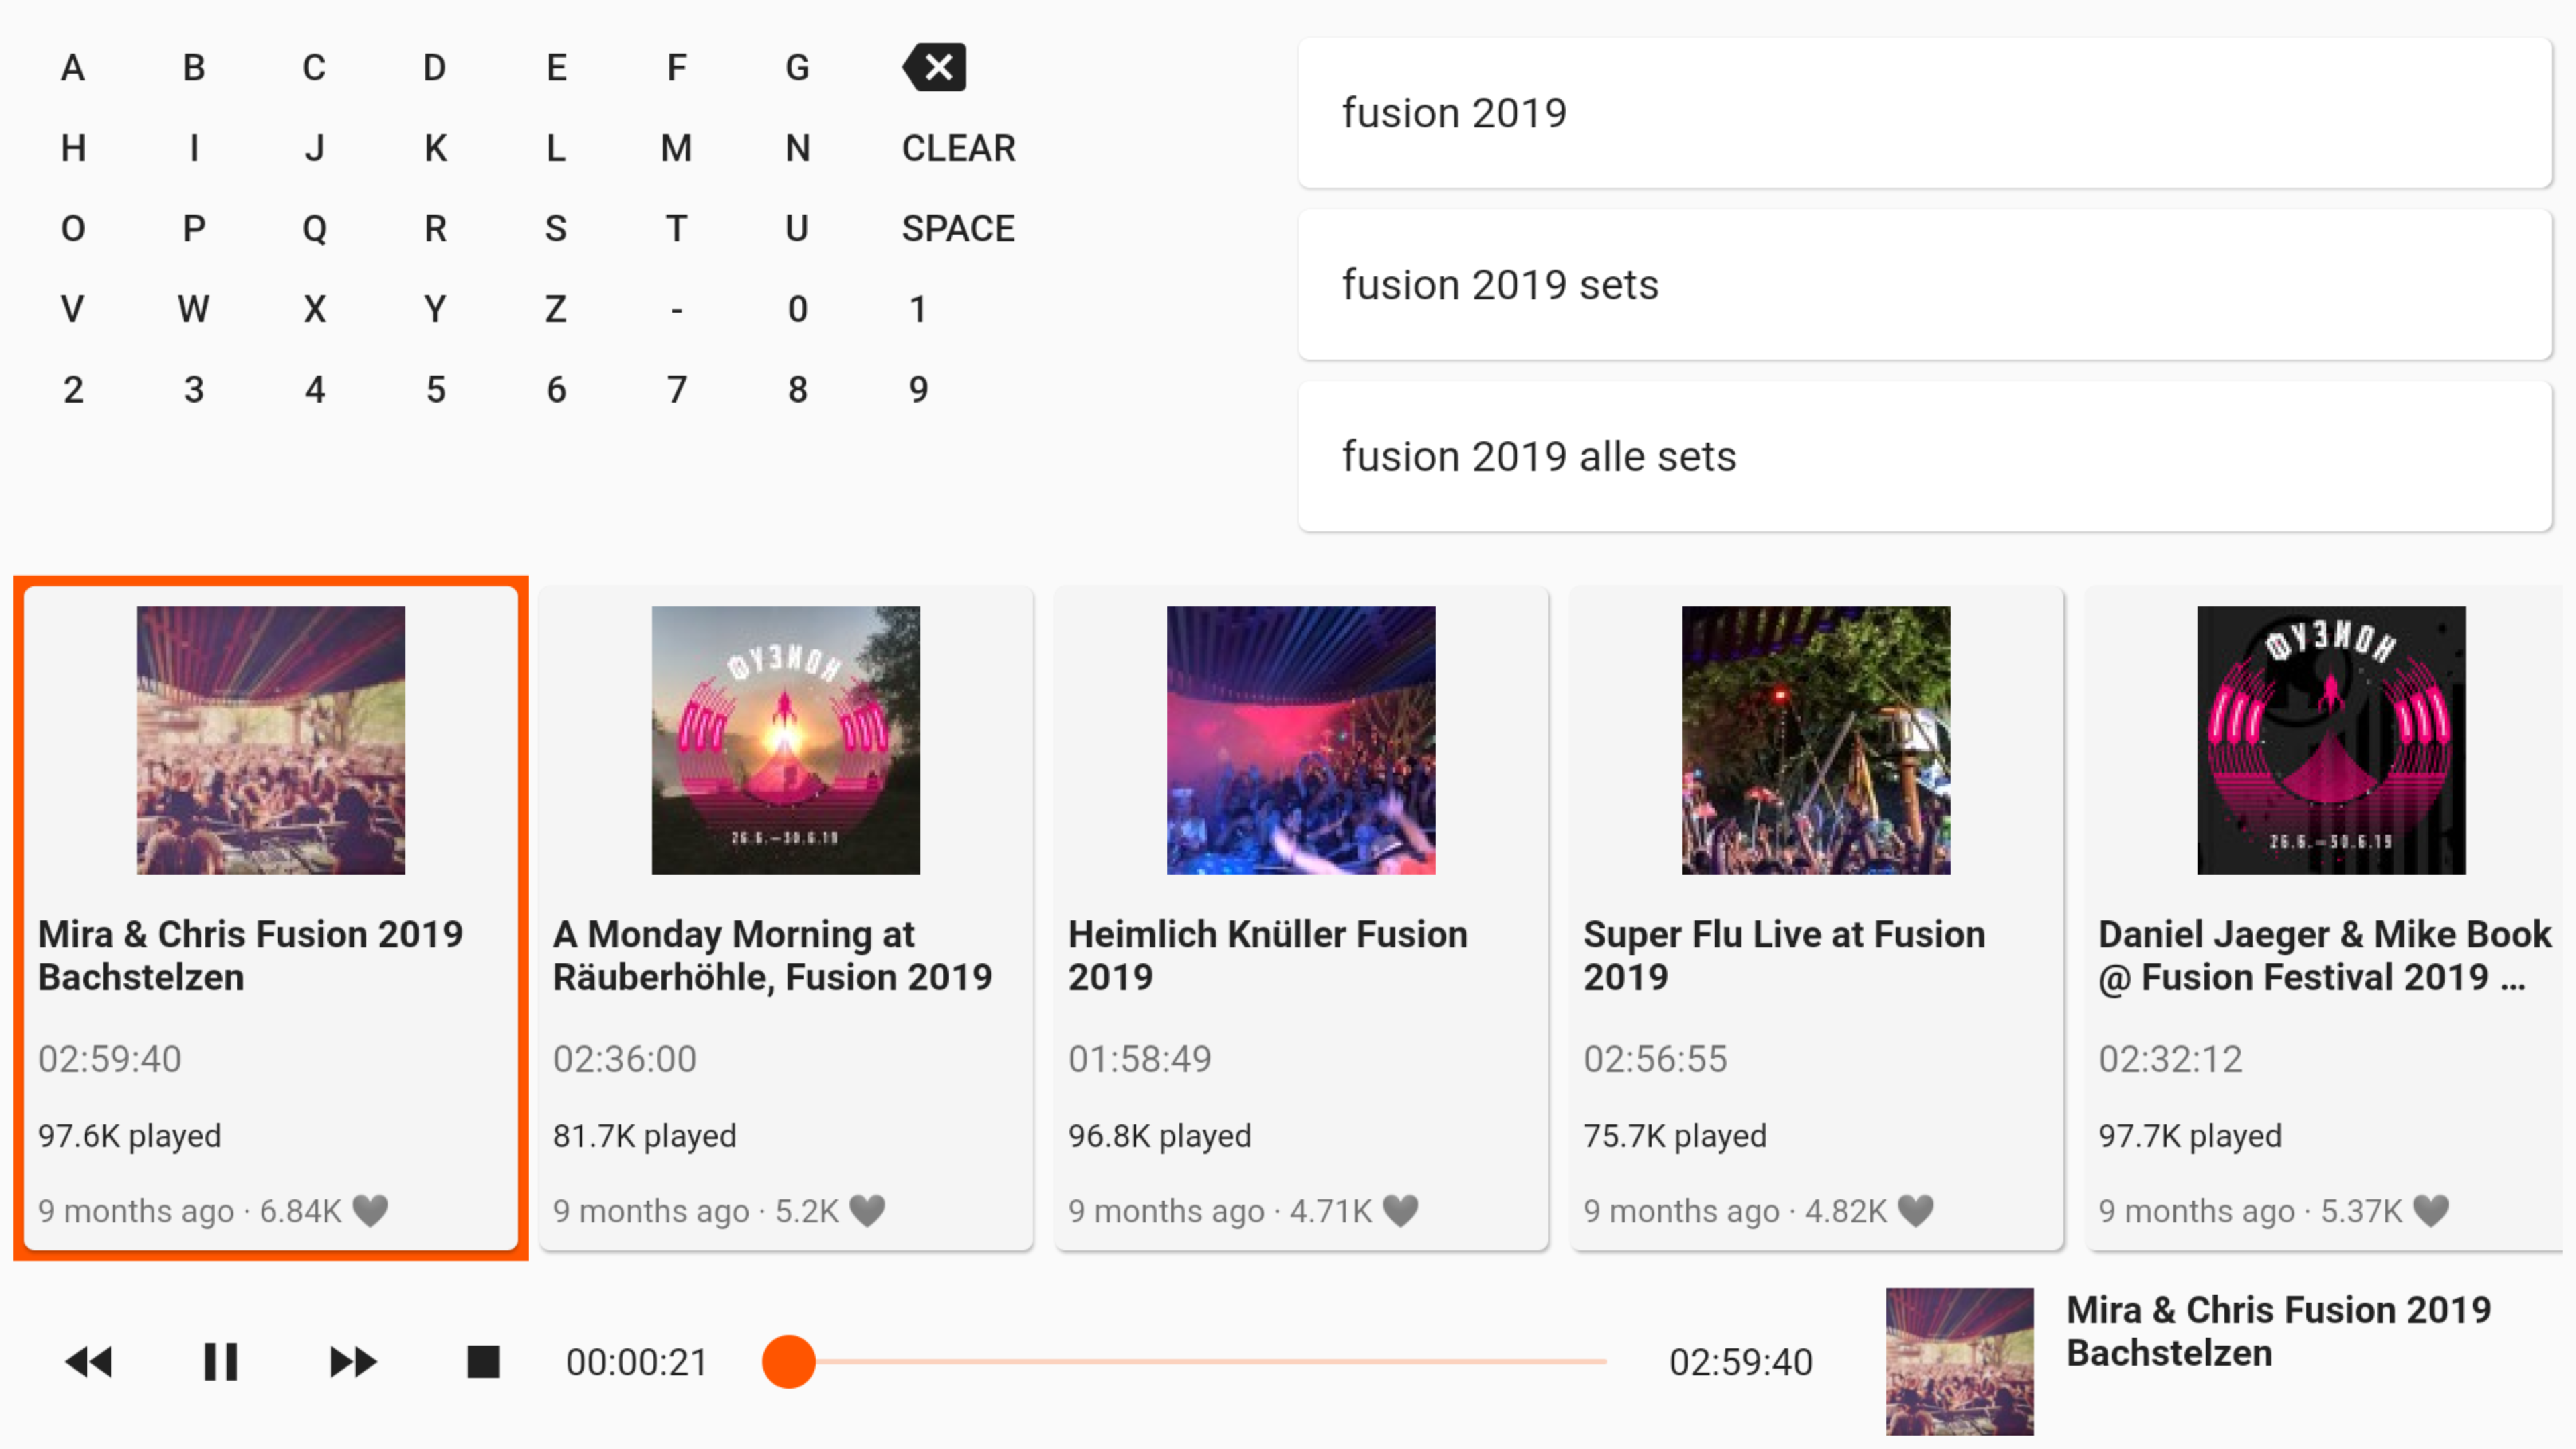 A B C D E F G
H I J K L M N CLEAR
O P Q R S T U SPACE
V W X Y Z - 0 1
2 3 4 5 6 7 8 9
fusion 2019
fusion 2019 sets
fusion 2019 alle sets
Mira & Chris Fusion 2019
Bachstelzen
02:59:40
97.6K played
9 months ago · 6.84K 🖤
ФУЗИОН
26.6.—30.6.19
A Monday Morning at
Räuberhöhle, Fusion 2019
02:36:00
81.7K played
9 months ago · 5.2K 🖤
Heimlich Knüller Fusion
2019
01:58:49
96.8K played
9 months ago · 4.71K 🖤
Super Flu Live at Fusion
2019
02:56:55
75.7K played
9 months ago · 4.82K 🖤
ФУЗИОН
26.6.—30.6.19
Daniel Jaeger & Mike Book
@ Fusion Festival 2019 ...
02:32:12
97.7K played
9 months ago · 5.37K 🖤
00:00:21
02:59:40
Mira & Chris Fusion 2019
Bachstelzen